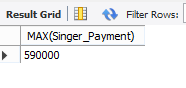 Result Grid Filter Rows:
MAX(Singer_Payment)
590000